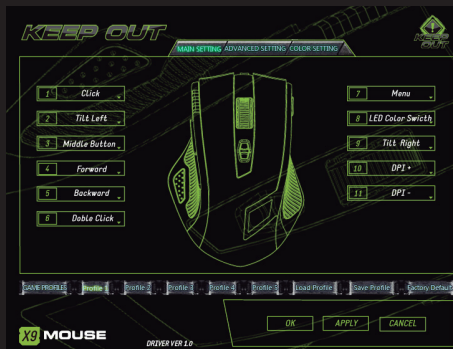 KEEP OUT
KEEP OUT
MAIN SETTING ADVANCED SETTING COLOR SETTING
1 Click
2 Tilt Left
3 Middle Button
4 Forward
5 Backword
6 Doble Click
7 Menu
8 LED Color Swicth
9 Tilt Right
10 DPI +
11 DPI -
GAME PROFILE Profile 1 Profile 2 Profile 3 Profile 4 Profile 5 Load Profile Save Profile Factory Default
OK APPLY CANCEL
X9 MOUSE
DRIVER VER 1.0